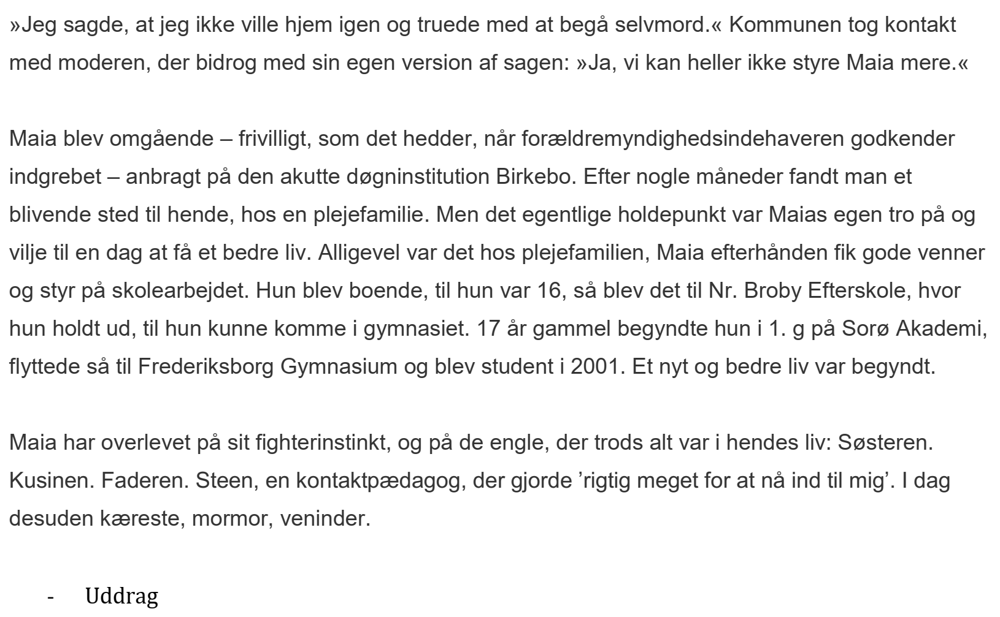 »Jeg sagde, at jeg ikke ville hjem igen og truede med at begå selvmord.« Kommunen tog kontakt
med moderen, der bidrog med sin egen version af sagen: »Ja, vi kan heller ikke styre Maia mere.«
Maia blev omgående – frivilligt, som det hedder, når forældremyndighedsindehaveren godkender
indgrebet – anbragt på den akutte døgninstitution Birkebo. Efter nogle måneder fandt man et
blivende sted til hende, hos en plejefamilie. Men det egentlige holdepunkt var Maias egen tro på og
vilje til en dag at få et bedre liv. Alligevel var det hos plejefamilien, Maia efterhånden fik gode venner
og styr på skolearbejdet. Hun blev boende, til hun var 16, så blev det til Nr. Broby Efterskole, hvor
hun holdt ud, til hun kunne komme i gymnasiet. 17 år gammel begyndte hun i 1. g på Sorø Akademi,
flyttede så til Frederiksborg Gymnasium og blev student i 2001. Et nyt og bedre liv var begyndt.
Maia har overlevet på sit fighterinstinkt, og på de engle, der trods alt var i hendes liv: Søsteren.
Kusinen. Faderen. Steen, en kontaktpædagog, der gjorde ’rigtig meget for at nå ind til mig’. I dag
desuden kæreste, mormor, veninder.
- Uddrag